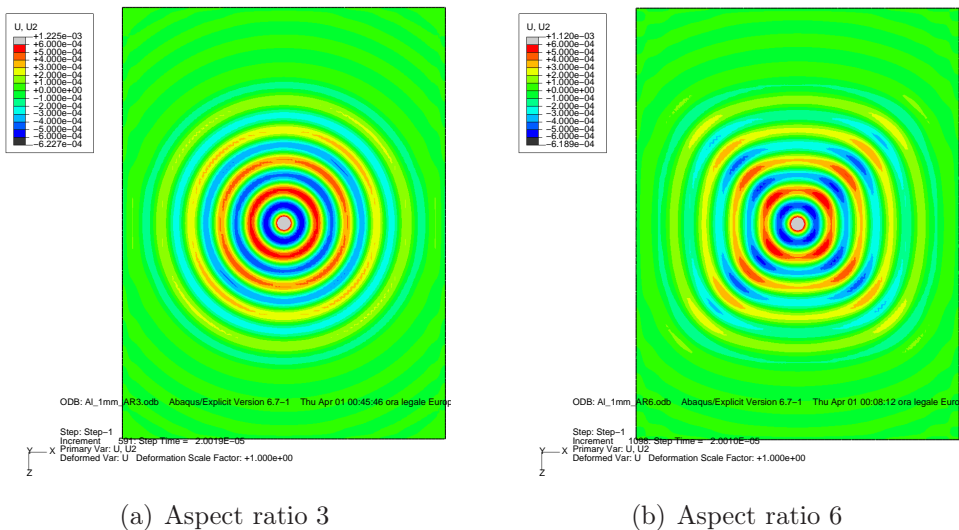 U, U2
+1.225e−03
+6.000e−04
+5.000e−04
+4.000e−04
+3.000e−04
+2.000e−04
+1.000e−04
+0.000e+00
−1.000e−04
−2.000e−04
−3.000e−04
−4.000e−04
−5.000e−04
−6.000e−04
−6.227e−04
ODB: Al_1mm_AR3.odb Abaqus/Explicit Version 6.7−1 Thu Apr 01 00:45:46 ora legale Europ
Step: Step−1
Increment 591: Step Time = 2.0019E−05
Primary Var: U, U2
Deformed Var: U Deformation Scale Factor: +1.000e+00
Y
X
Z
(a) Aspect ratio 3
U, U2
+1.120e−03
+6.000e−04
+5.000e−04
+4.000e−04
+3.000e−04
+2.000e−04
+1.000e−04
+0.000e+00
−1.000e−04
−2.000e−04
−3.000e−04
−4.000e−04
−5.000e−04
−6.000e−04
−6.189e−04
ODB: Al_1mm_AR6.odb Abaqus/Explicit Version 6.7−1 Thu Apr 01 00:08:12 ora legale Euro
Step: Step−1
Increment 1098: Step Time = 2.0010E−05
Primary Var: U, U2
Deformed Var: U Deformation Scale Factor: +1.000e+00
Y
X
Z
(b) Aspect ratio 6